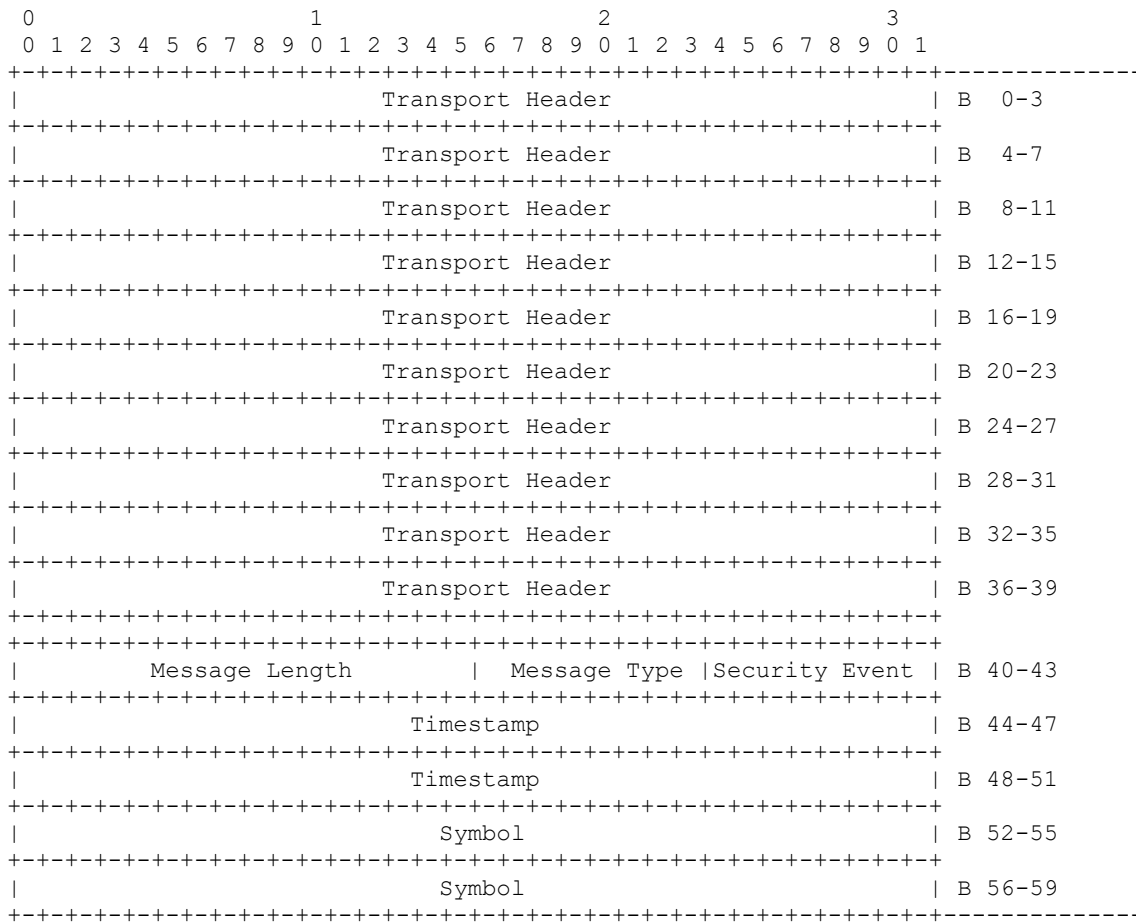 0                   1                   2                   3
0 1 2 3 4 5 6 7 8 9 0 1 2 3 4 5 6 7 8 9 0 1 2 3 4 5 6 7 8 9 0 1
+-+-+-+-+-+-+-+-+-+-+-+-+-+-+-+-+-+-+-+-+-+-+-+-+-+-+-+-+-+-+-+-+--------------
|                         Transport Header                      | B  0-3
+-+-+-+-+-+-+-+-+-+-+-+-+-+-+-+-+-+-+-+-+-+-+-+-+-+-+-+-+-+-+-+-+
|                         Transport Header                      | B  4-7
+-+-+-+-+-+-+-+-+-+-+-+-+-+-+-+-+-+-+-+-+-+-+-+-+-+-+-+-+-+-+-+-+
|                         Transport Header                      | B  8-11
+-+-+-+-+-+-+-+-+-+-+-+-+-+-+-+-+-+-+-+-+-+-+-+-+-+-+-+-+-+-+-+-+
|                         Transport Header                      | B 12-15
+-+-+-+-+-+-+-+-+-+-+-+-+-+-+-+-+-+-+-+-+-+-+-+-+-+-+-+-+-+-+-+-+
|                         Transport Header                      | B 16-19
+-+-+-+-+-+-+-+-+-+-+-+-+-+-+-+-+-+-+-+-+-+-+-+-+-+-+-+-+-+-+-+-+
|                         Transport Header                      | B 20-23
+-+-+-+-+-+-+-+-+-+-+-+-+-+-+-+-+-+-+-+-+-+-+-+-+-+-+-+-+-+-+-+-+
|                         Transport Header                      | B 24-27
+-+-+-+-+-+-+-+-+-+-+-+-+-+-+-+-+-+-+-+-+-+-+-+-+-+-+-+-+-+-+-+-+
|                         Transport Header                      | B 28-31
+-+-+-+-+-+-+-+-+-+-+-+-+-+-+-+-+-+-+-+-+-+-+-+-+-+-+-+-+-+-+-+-+
|                         Transport Header                      | B 32-35
+-+-+-+-+-+-+-+-+-+-+-+-+-+-+-+-+-+-+-+-+-+-+-+-+-+-+-+-+-+-+-+-+
|                         Transport Header                      | B 36-39
+-+-+-+-+-+-+-+-+-+-+-+-+-+-+-+-+-+-+-+-+-+-+-+-+-+-+-+-+-+-+-+-+
+-+-+-+-+-+-+-+-+-+-+-+-+-+-+-+-+-+-+-+-+-+-+-+-+-+-+-+-+-+-+-+-+
|         Message Length        |  Message Type |Security Event | B 40-43
+-+-+-+-+-+-+-+-+-+-+-+-+-+-+-+-+-+-+-+-+-+-+-+-+-+-+-+-+-+-+-+-+
|                           Timestamp                           | B 44-47
+-+-+-+-+-+-+-+-+-+-+-+-+-+-+-+-+-+-+-+-+-+-+-+-+-+-+-+-+-+-+-+-+
|                           Timestamp                           | B 48-51
+-+-+-+-+-+-+-+-+-+-+-+-+-+-+-+-+-+-+-+-+-+-+-+-+-+-+-+-+-+-+-+-+
|                             Symbol                            | B 52-55
+-+-+-+-+-+-+-+-+-+-+-+-+-+-+-+-+-+-+-+-+-+-+-+-+-+-+-+-+-+-+-+-+
|                             Symbol                            | B 56-59
+-+-+-+-+-+-+-+-+-+-+-+-+-+-+-+-+-+-+-+-+-+-+-+-+-+-+-+-+-+-+-+-+--------------